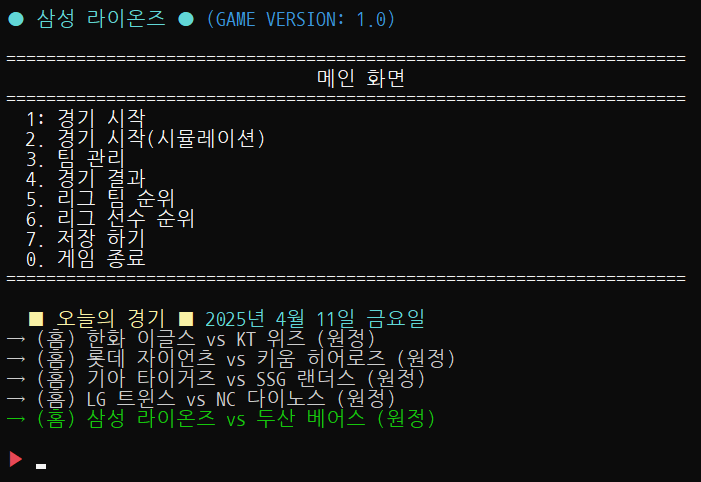 ● 삼성 라이온즈 ● (GAME VERSION: 1.0)
====================================================================
메인 화면
====================================================================
1: 경기 시작
2. 경기 시작(시뮬레이션)
3. 팀 관리
4. 경기 결과
5. 리그 팀 순위
6. 리그 선수 순위
7. 저장 하기
0. 게임 종료
====================================================================
■ 오늘의 경기 ■ 2025년 4월 11일 금요일
→ (홈) 한화 이글스 vs KT 위즈 (원정)
→ (홈) 롯데 자이언츠 vs 키움 히어로즈 (원정)
→ (홈) 기아 타이거즈 vs SSG 랜더스 (원정)
→ (홈) LG 트윈스 vs NC 다이노스 (원정)
→ (홈) 삼성 라이온즈 vs 두산 베어스 (원정)
▶ _